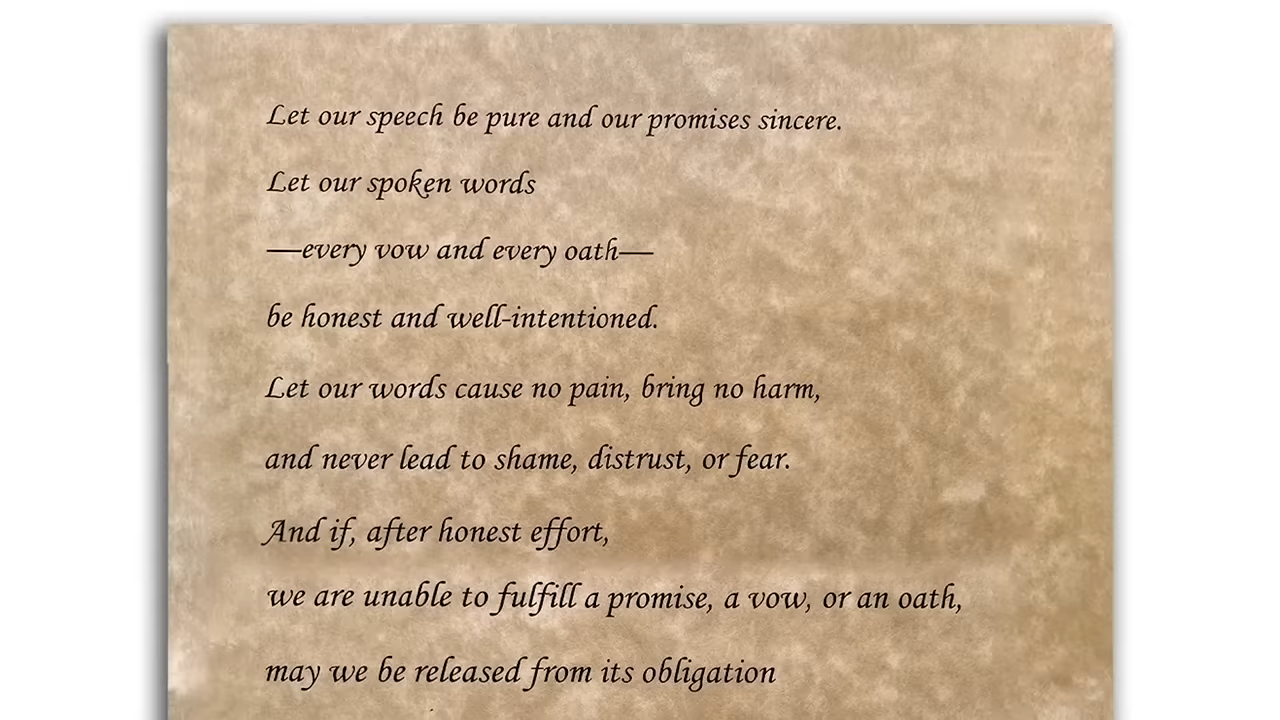 Let our speech be pure and our promises sincere.
Let our spoken words
—every vow and every oath—
be honest and well-intentioned.
Let our words cause no pain, bring no harm,
and never lead to shame, distrust, or fear.
And if, after honest effort,
we are unable to fulfill a promise, a vow, or an oath,
may we be released from its obligation